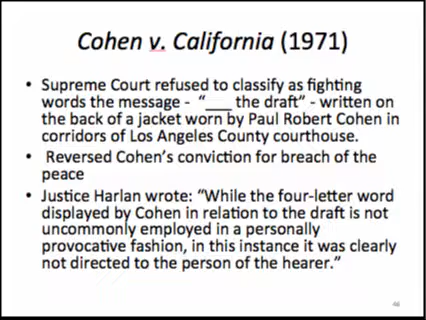 Cohen v. California (1971)
• Supreme Court refused to classify as fighting
words the message - “___ the draft” - written on
the back of a jacket worn by Paul Robert Cohen in
corridors of Los Angeles County courthouse.
• Reversed Cohen’s conviction for breach of the
peace
• Justice Harlan wrote: “While the four-letter word
displayed by Cohen in relation to the draft is not
uncommonly employed in a personally
provocative fashion, in this instance it was clearly
not directed to the person of the hearer.”